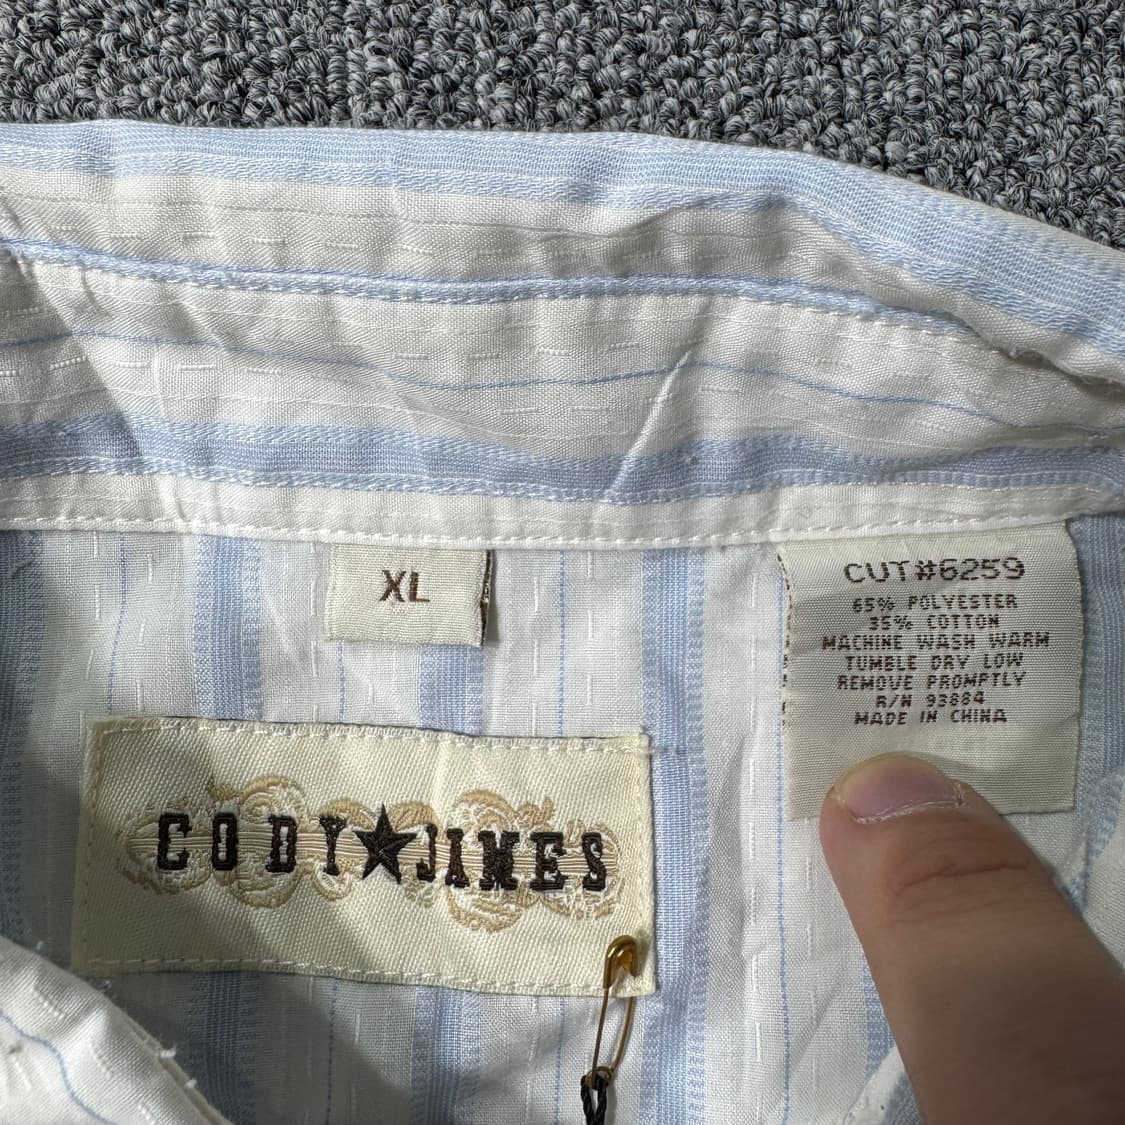 XL
CUT#6259
65% POLYESTER
35% COTTON
MACHINE WASH WARM
TUMBLE DRY LOW
REMOVE PROMPTLY
R/N 93884
MADE IN CHINA
CODY★JAMES